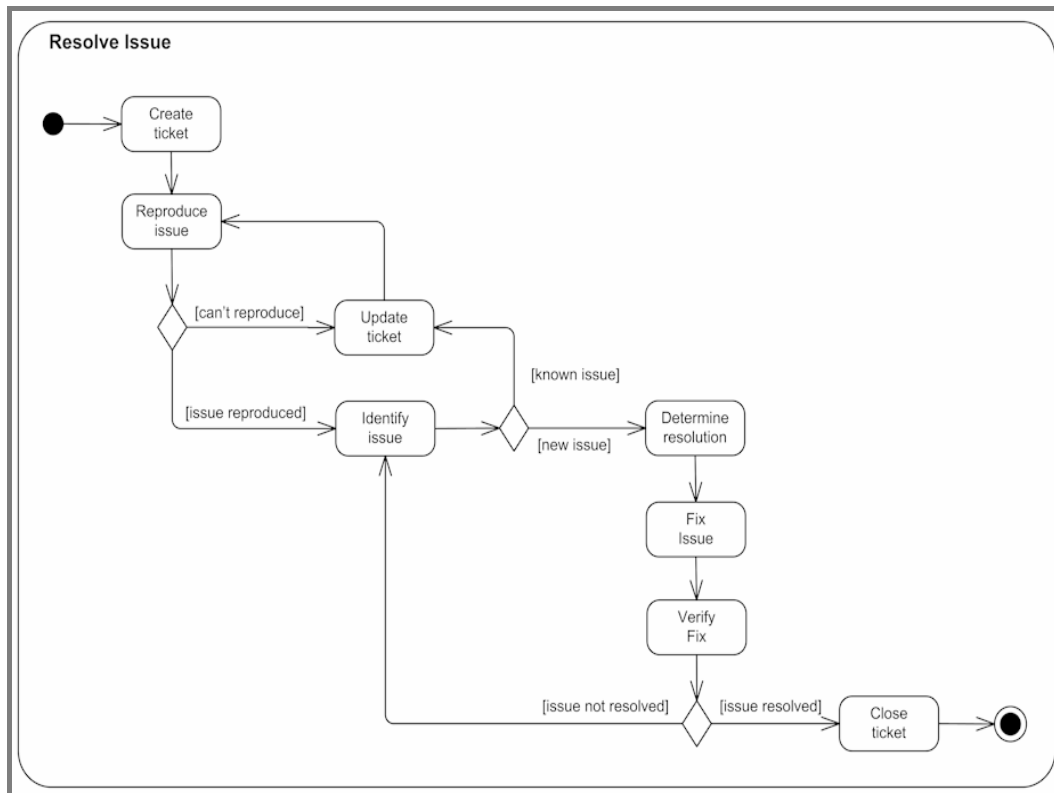 Resolve Issue
Create
ticket
Reproduce
issue
[can't reproduce]
Update
ticket
[known issue]
[issue reproduced]
Identify
issue
[new issue]
Determine
resolution
Fix
Issue
Verify
Fix
[issue not resolved]
[issue resolved]
Close
ticket